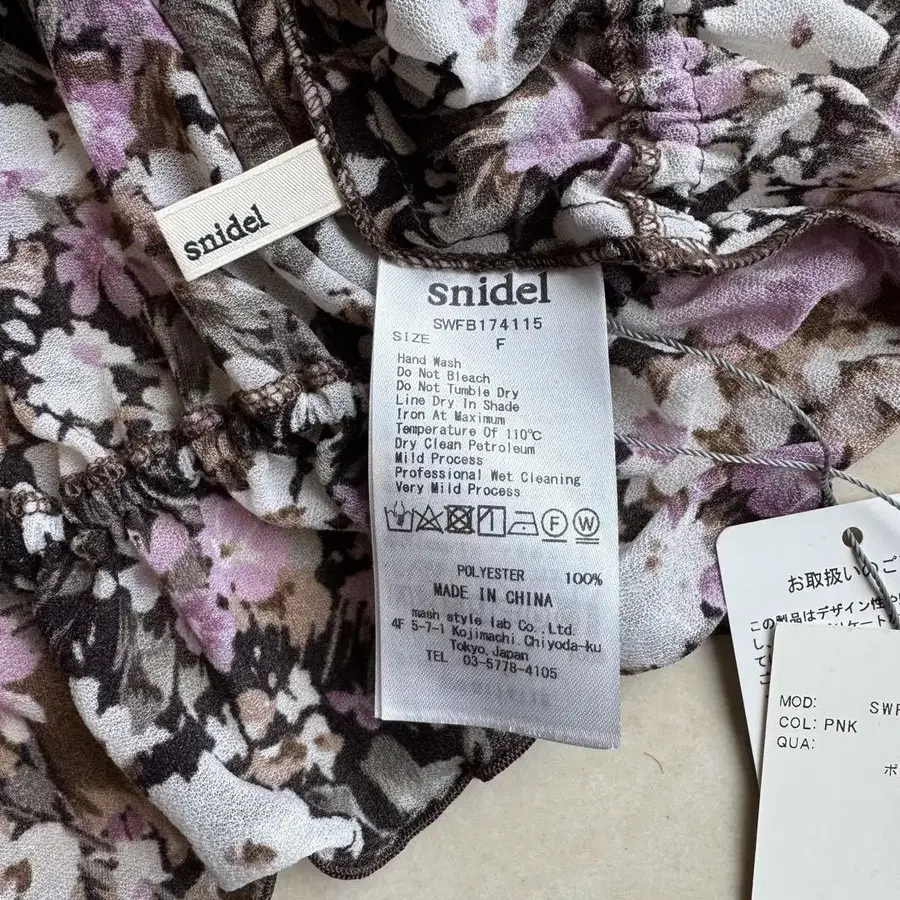 snidel
snidel
SWFB174115
SIZE F
Hand Wash
Do Not Bleach
Do Not Tumble Dry
Line Dry In Shade
Iron At Maximum
Temperature Of 110℃
Dry Clean Petroleum
Mild Process
Professional Wet Cleaning
Very Mild Process
F W
POLYESTER 100%
MADE IN CHINA
mash style lab Co., Ltd.
4F 5-7-1 Kojimachi Chiyoda-ku
Tokyo, Japan
TEL 03-5778-4105
お取扱いのご
この製品はデザイン性や
MOD: SWF
COL: PNK
QUA:
ポ